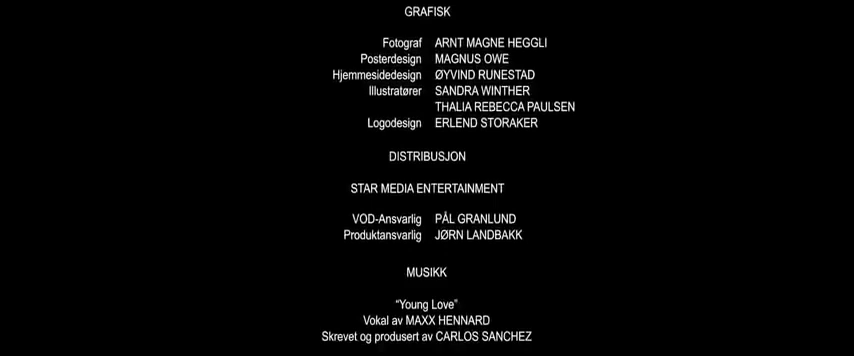 GRAFISK
Fotograf ARNT MAGNE HEGGLI
Posterdesign MAGNUS OWE
Hjemmesidedesign ØYVIND RUNESTAD
Illustratører SANDRA WINTHER
THALIA REBECCA PAULSEN
Logodesign ERLEND STORAKER
DISTRIBUSJON
STAR MEDIA ENTERTAINMENT
VOD-Ansvarlig PÅL GRANLUND
Produktansvarlig JØRN LANDBAKK
MUSIKK
“Young Love”
Vokal av MAXX HENNARD
Skrevet og produsert av CARLOS SANCHEZ